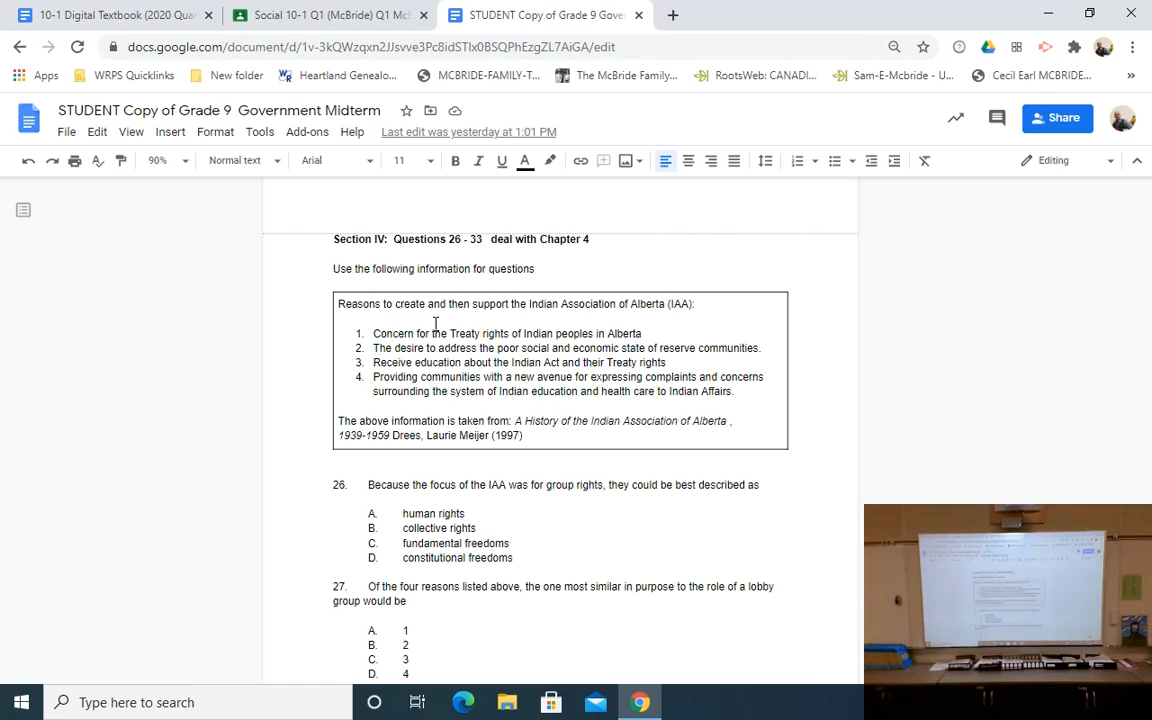 10-1 Digital Textbook (2020 Qua
Social 10-1 Q1 (McBride) Q1 McB
STUDENT Copy of Grade 9 Gover
docs.google.com/document/d/1v-3kQWzqxn2JJsvve3Pc8idSTIx0BSQPhEzgZL7AiGA/edit
Apps
WRPS Quicklinks
New folder
Heartland Genealo...
MCBRIDE-FAMILY-T...
The McBride Family...
RootsWeb: CANADI...
Sam-E-Mcbride - U...
Cecil Earl MCBRIDE...
STUDENT Copy of Grade 9 Government Midterm
File Edit View Insert Format Tools Add-ons Help Last edit was yesterday at 1:01 PM
Share
90% Normal text Arial 11 B I U A Editing
Section IV: Questions 26 - 33 deal with Chapter 4
Use the following information for questions
Reasons to create and then support the Indian Association of Alberta (IAA):
1. Concern for the Treaty rights of Indian peoples in Alberta
2. The desire to address the poor social and economic state of reserve communities.
3. Receive education about the Indian Act and their Treaty rights
4. Providing communities with a new avenue for expressing complaints and concerns
surrounding the system of Indian education and health care to Indian Affairs.
The above information is taken from: A History of the Indian Association of Alberta ,
1939-1959 Drees, Laurie Meijer (1997)
26. Because the focus of the IAA was for group rights, they could be best described as
A. human rights
B. collective rights
C. fundamental freedoms
D. constitutional freedoms
27. Of the four reasons listed above, the one most similar in purpose to the role of a lobby
group would be
A. 1
B. 2
C. 3
D. 4
Type here to search